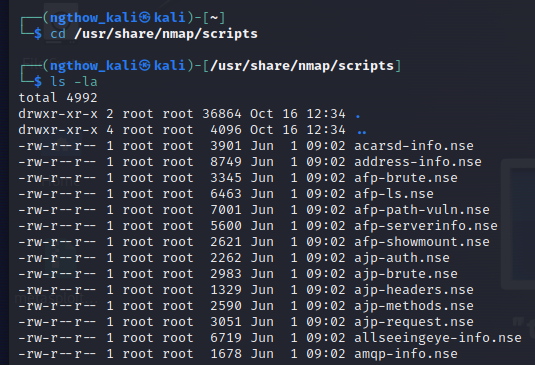 ┌──(ngthow_kali㉿kali)-[~]
└─$ cd /usr/share/nmap/scripts
┌──(ngthow_kali㉿kali)-[/usr/share/nmap/scripts]
└─$ ls -la
total 4992
drwxr-xr-x 2 root root 36864 Oct 16 12:34 .
drwxr-xr-x 4 root root  4096 Oct 16 12:34 ..
-rw-r--r-- 1 root root  3901 Jun  1 09:02 acarsd-info.nse
-rw-r--r-- 1 root root  8749 Jun  1 09:02 address-info.nse
-rw-r--r-- 1 root root  3345 Jun  1 09:02 afp-brute.nse
-rw-r--r-- 1 root root  6463 Jun  1 09:02 afp-ls.nse
-rw-r--r-- 1 root root  7001 Jun  1 09:02 afp-path-vuln.nse
-rw-r--r-- 1 root root  5600 Jun  1 09:02 afp-serverinfo.nse
-rw-r--r-- 1 root root  2621 Jun  1 09:02 afp-showmount.nse
-rw-r--r-- 1 root root  2262 Jun  1 09:02 ajp-auth.nse
-rw-r--r-- 1 root root  2983 Jun  1 09:02 ajp-brute.nse
-rw-r--r-- 1 root root  1329 Jun  1 09:02 ajp-headers.nse
-rw-r--r-- 1 root root  2590 Jun  1 09:02 ajp-methods.nse
-rw-r--r-- 1 root root  3051 Jun  1 09:02 ajp-request.nse
-rw-r--r-- 1 root root  6719 Jun  1 09:02 allseeingeye-info.nse
-rw-r--r-- 1 root root  1678 Jun  1 09:02 amqp-info.nse